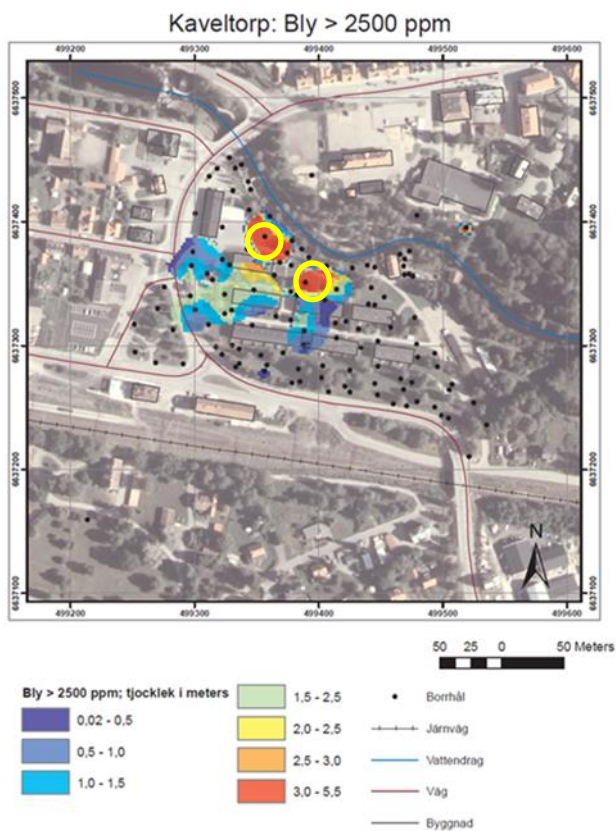 Kaveltorp: Bly > 2500 ppm
499200 499300 499400 499500 499600
6637500 6637500
6637400 6637400
6637300 6637300
6637200 6637200
6637100 6637100
N
499200 499300 499400 499500 499600
50 25 0 50 Meters
Bly > 2500 ppm; tjocklek i meters
0,02 - 0,5
0,5 - 1,0
1,0 - 1,5
1,5 - 2,5
2,0 - 2,5
2,5 - 3,0
3,0 - 5,5
Borrhål
Järnväg
Vattendrag
Väg
Byggnad